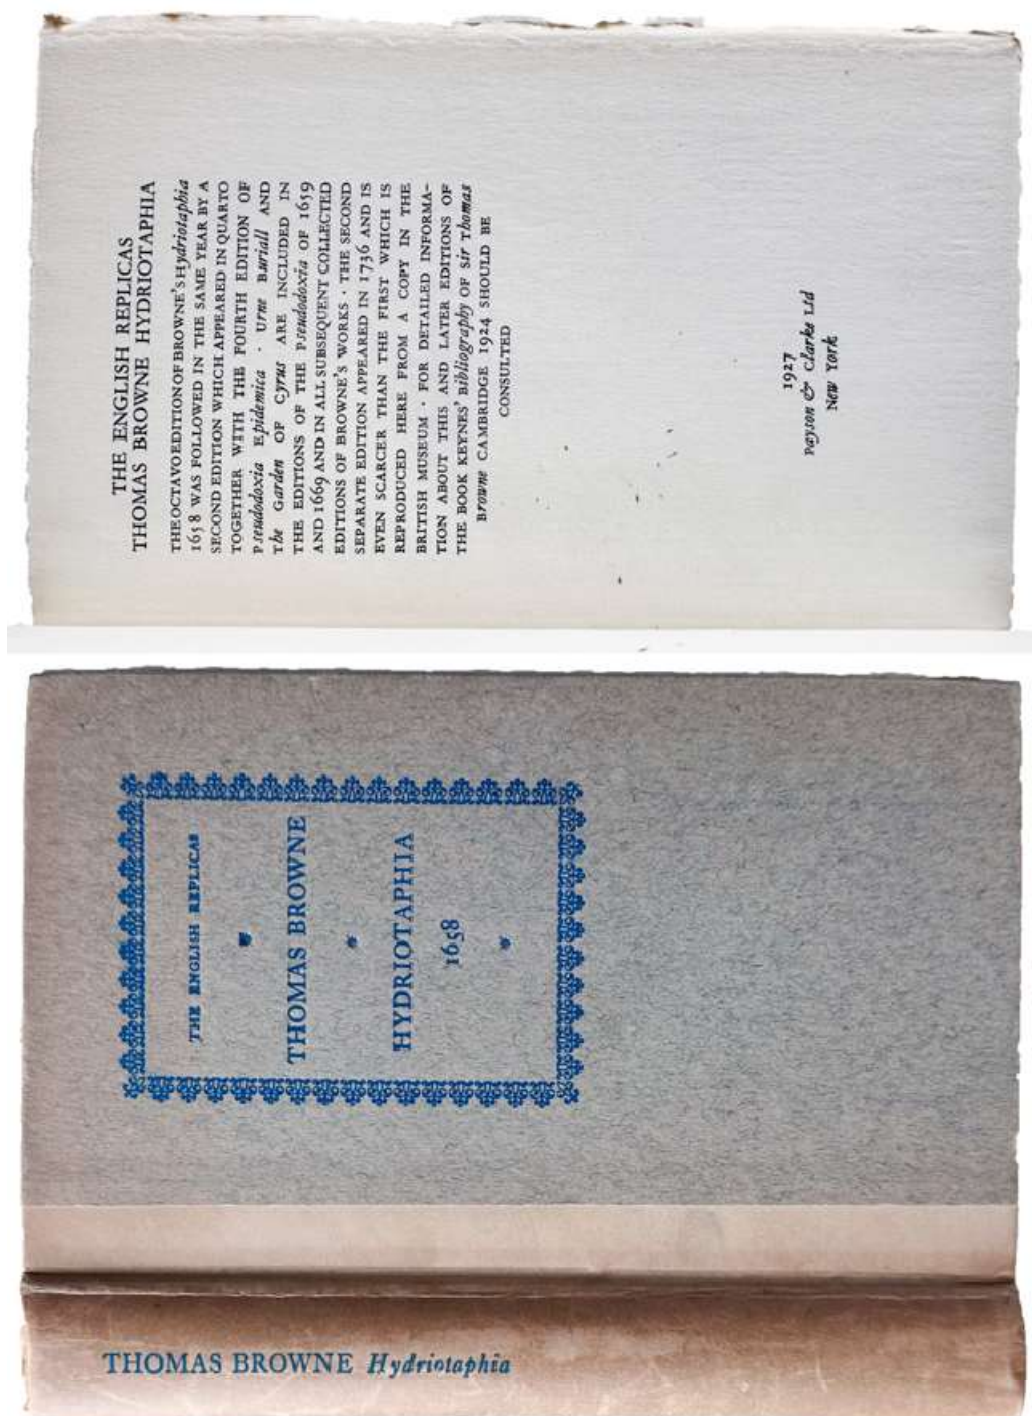 THE ENGLISH REPLICAS
THOMAS BROWNE HYDRIOTAPHIA
THE OCTAVO EDITION OF BROWNE'S Hydriotaphia
1658 WAS FOLLOWED IN THE SAME YEAR BY A
SECOND EDITION WHICH APPEARED IN QUARTO
TOGETHER WITH THE FOURTH EDITION OF
Pseudodoxia Epidemica · Urne Buriall AND
The Garden OF Cyrus ARE INCLUDED IN
THE EDITIONS OF THE Pseudodoxia OF 1659
AND 1669 AND IN ALL SUBSEQUENT COLLECTED
EDITIONS OF BROWNE'S WORKS · THE SECOND
SEPARATE EDITION APPEARED IN 1736 AND IS
EVEN SCARCER THAN THE FIRST WHICH IS
REPRODUCED HERE FROM A COPY IN THE
BRITISH MUSEUM · FOR DETAILED INFORMA-
TION ABOUT THIS AND LATER EDITIONS OF
THE BOOK KEYNES' Bibliography OF Sir Thomas
Browne CAMBRIDGE 1924 SHOULD BE
CONSULTED
1927
Payson & Clarke Ltd
New York
THE ENGLISH REPLICAS
THOMAS BROWNE
HYDRIOTAPHIA
1658
THOMAS BROWNE Hydriotaphia